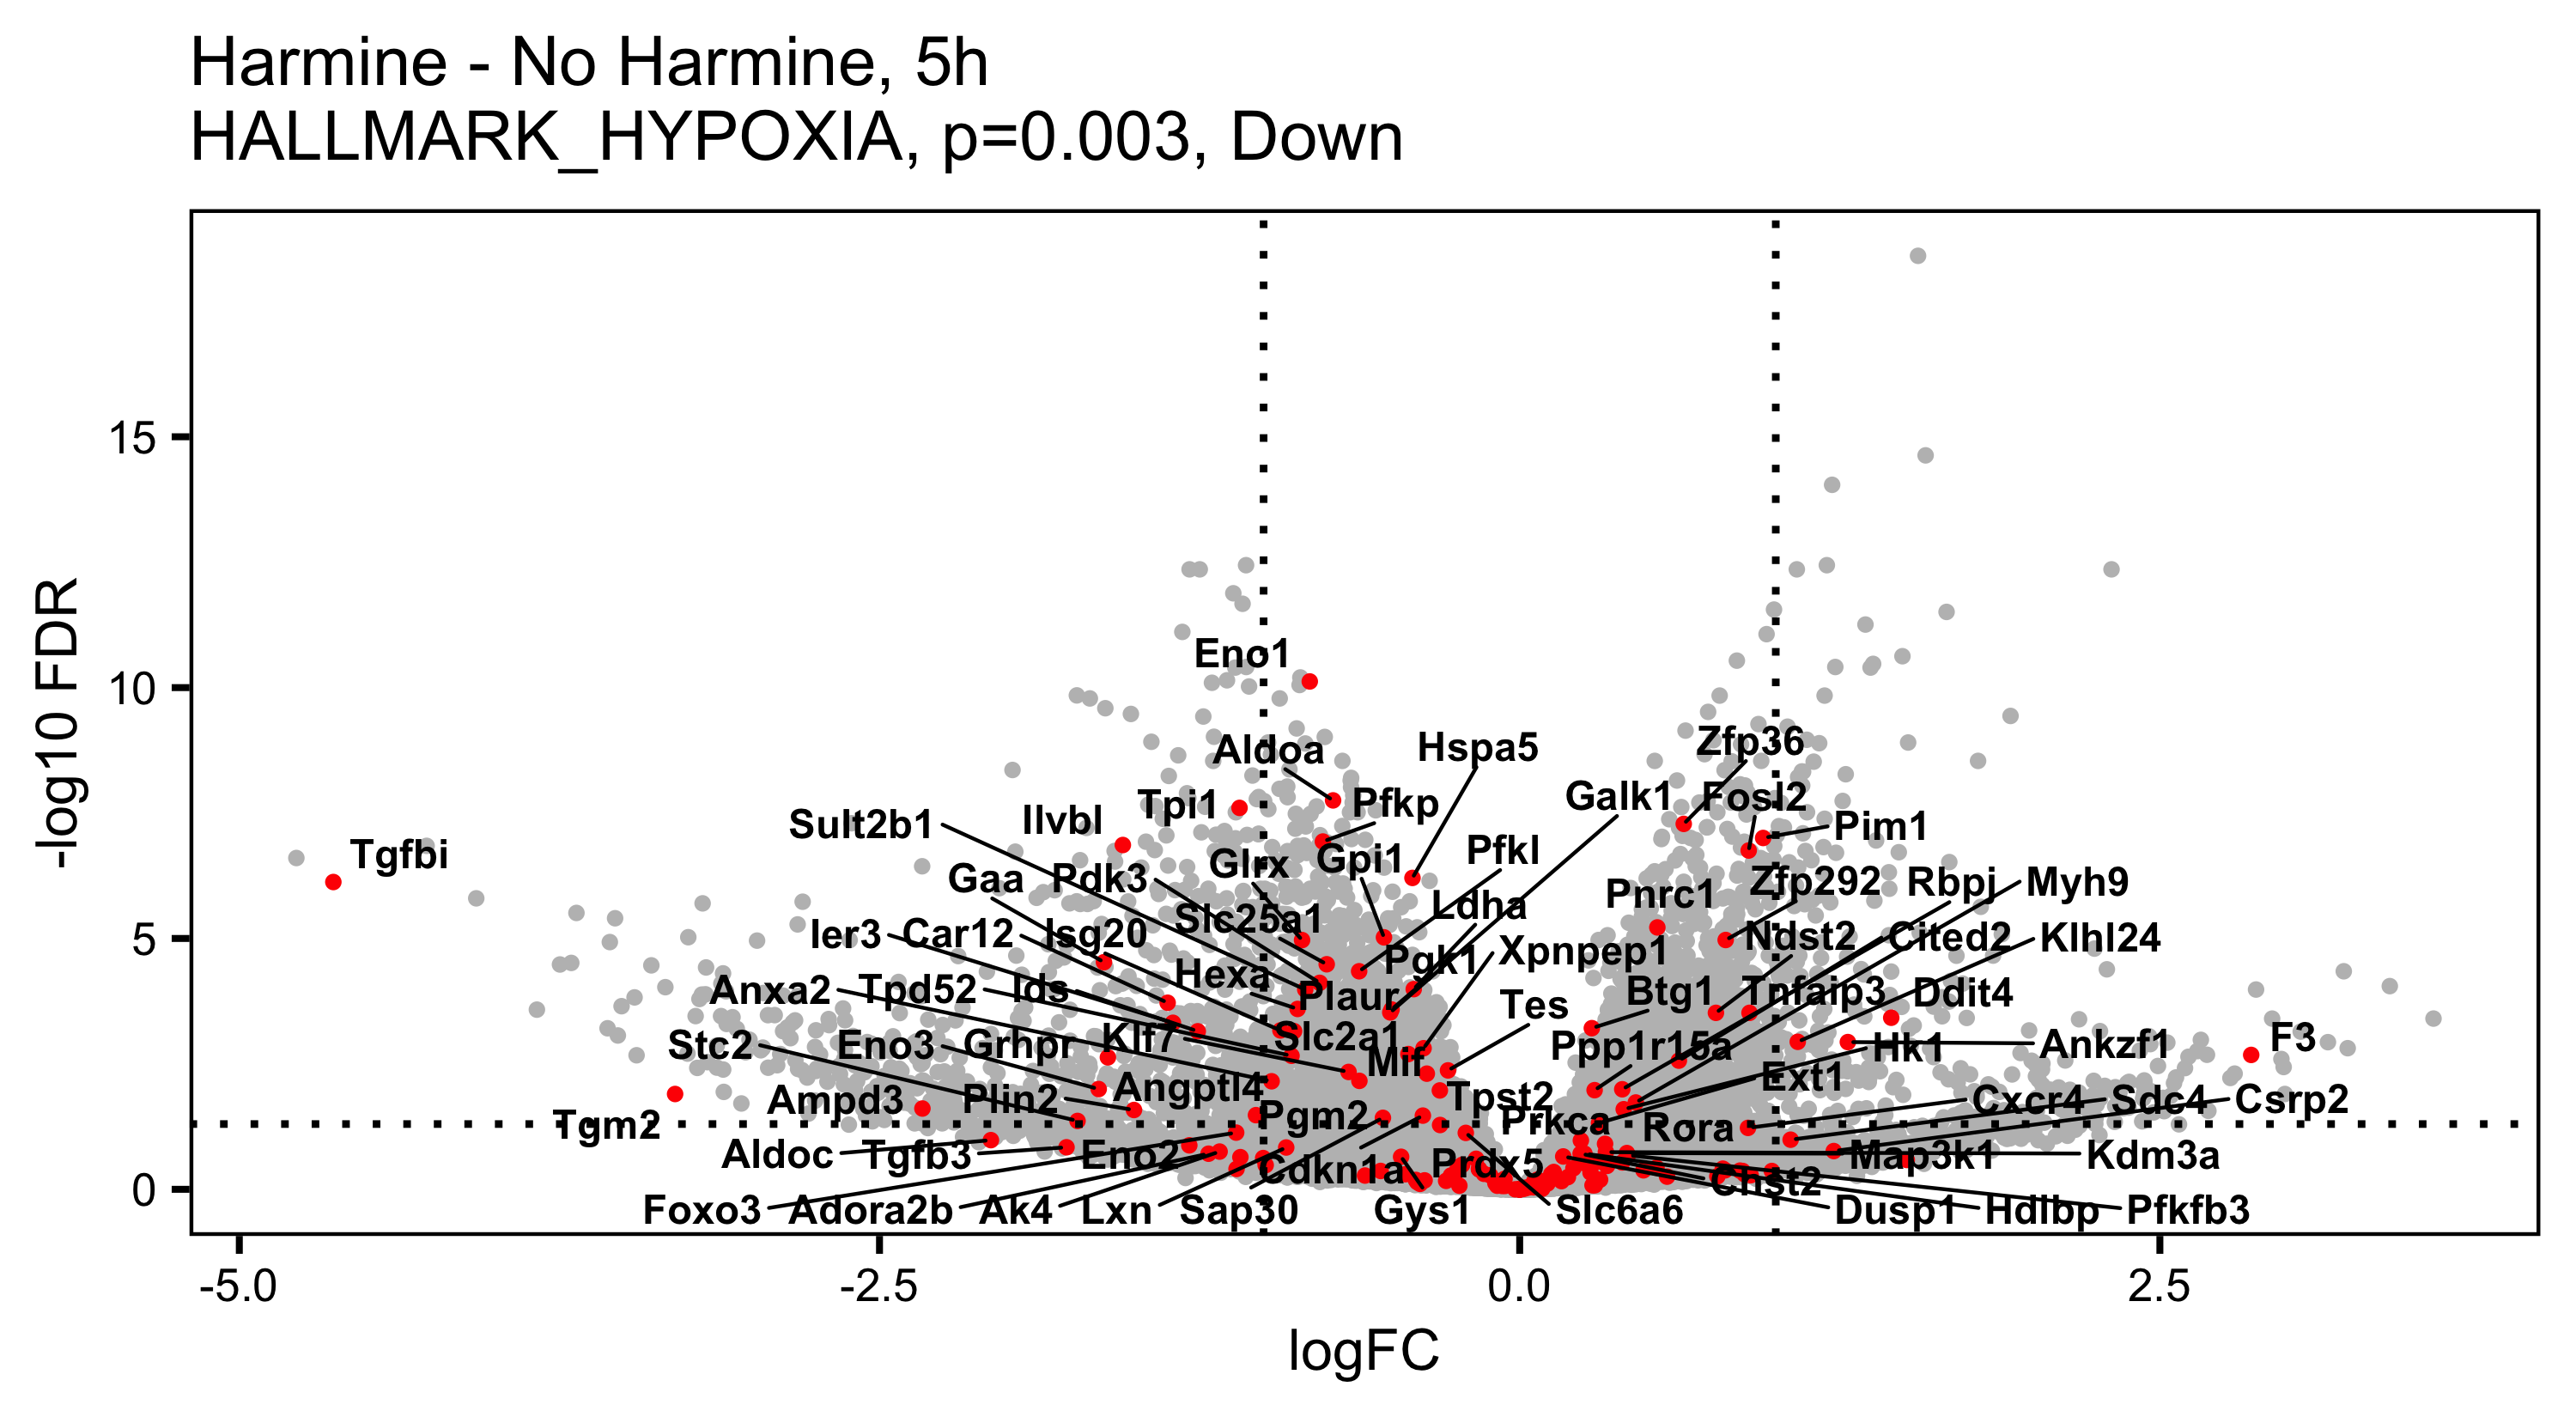 Harmine - No Harmine, 5h
HALLMARK_HYPOXIA, p=0.003, Down
-log10 FDR
15
10
5
0
Eno1
Aldoa
Hspa5
Zfp36
Sult2b1
Ilvbl
Tpi1
Pfkp
Galk1
Fosl2
Pim1
Tgfbi
Gaa
Pdk3
Glrx
Gpi1
Pfkl
Pnrc1
Zfp292
Rbpj
Myh9
Ier3
Car12
Isg20
Slc25a1
Ldha
Xpnpep1
Ndst2
Cited2
Klhl24
Anxa2
Tpd52
Ids
Hexa
Plaur
Pgk1
Tes
Btg1
Tnfaip3
Ddit4
Stc2
Eno3
Grhpr
Klf7
Slc2a1
Mif
Ppp1r15a
Hk1
Ankzf1
F3
Tgm2
Ampd3
Plin2
Angptl4
Pgm2
Tpst2
Prkca
Ext1
Rora
Cxcr4
Sdc4
Csrp2
Aldoc
Tgfb3
Eno2
Cdkn1a
Prdx5
Chst2
Map3k1
Kdm3a
Foxo3
Adora2b
Ak4
Lxn
Sap30
Gys1
Slc6a6
Dusp1
Hdlbp
Pfkfb3
-5.0
-2.5
0.0
2.5
logFC